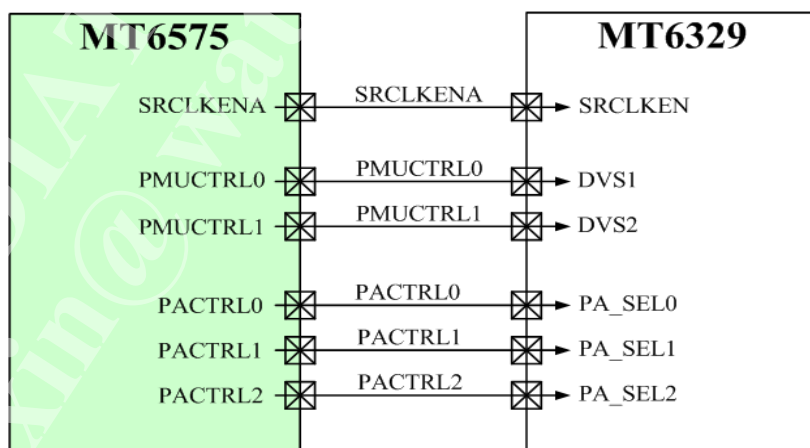 MT6575 MT6329
SRCLKENA SRCLKENA SRCLKEN
PMUCTRL0 PMUCTRL0 DVS1
PMUCTRL1 PMUCTRL1 DVS2
PACTRL0 PACTRL0 PA_SEL0
PACTRL1 PACTRL1 PA_SEL1
PACTRL2 PACTRL2 PA_SEL2